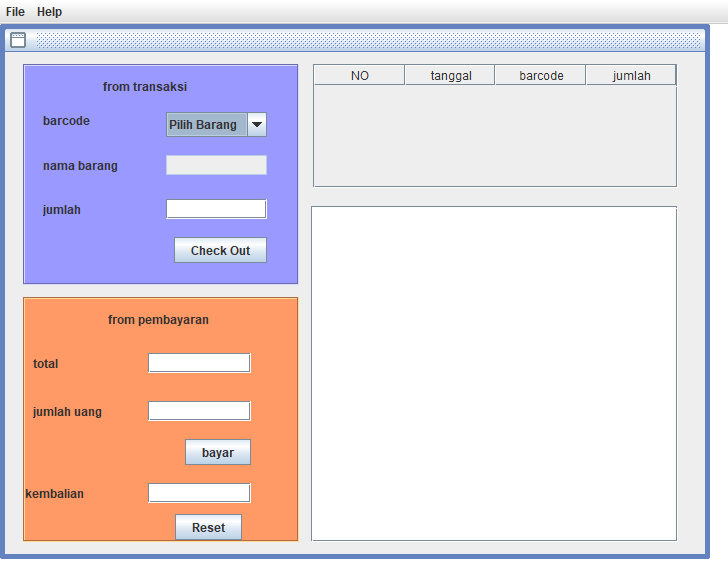 File Help
from transaksi
barcode
Pilih Barang
nama barang
jumlah
Check Out
NO tanggal barcode jumlah
from pembayaran
total
jumlah uang
bayar
kembalian
Reset